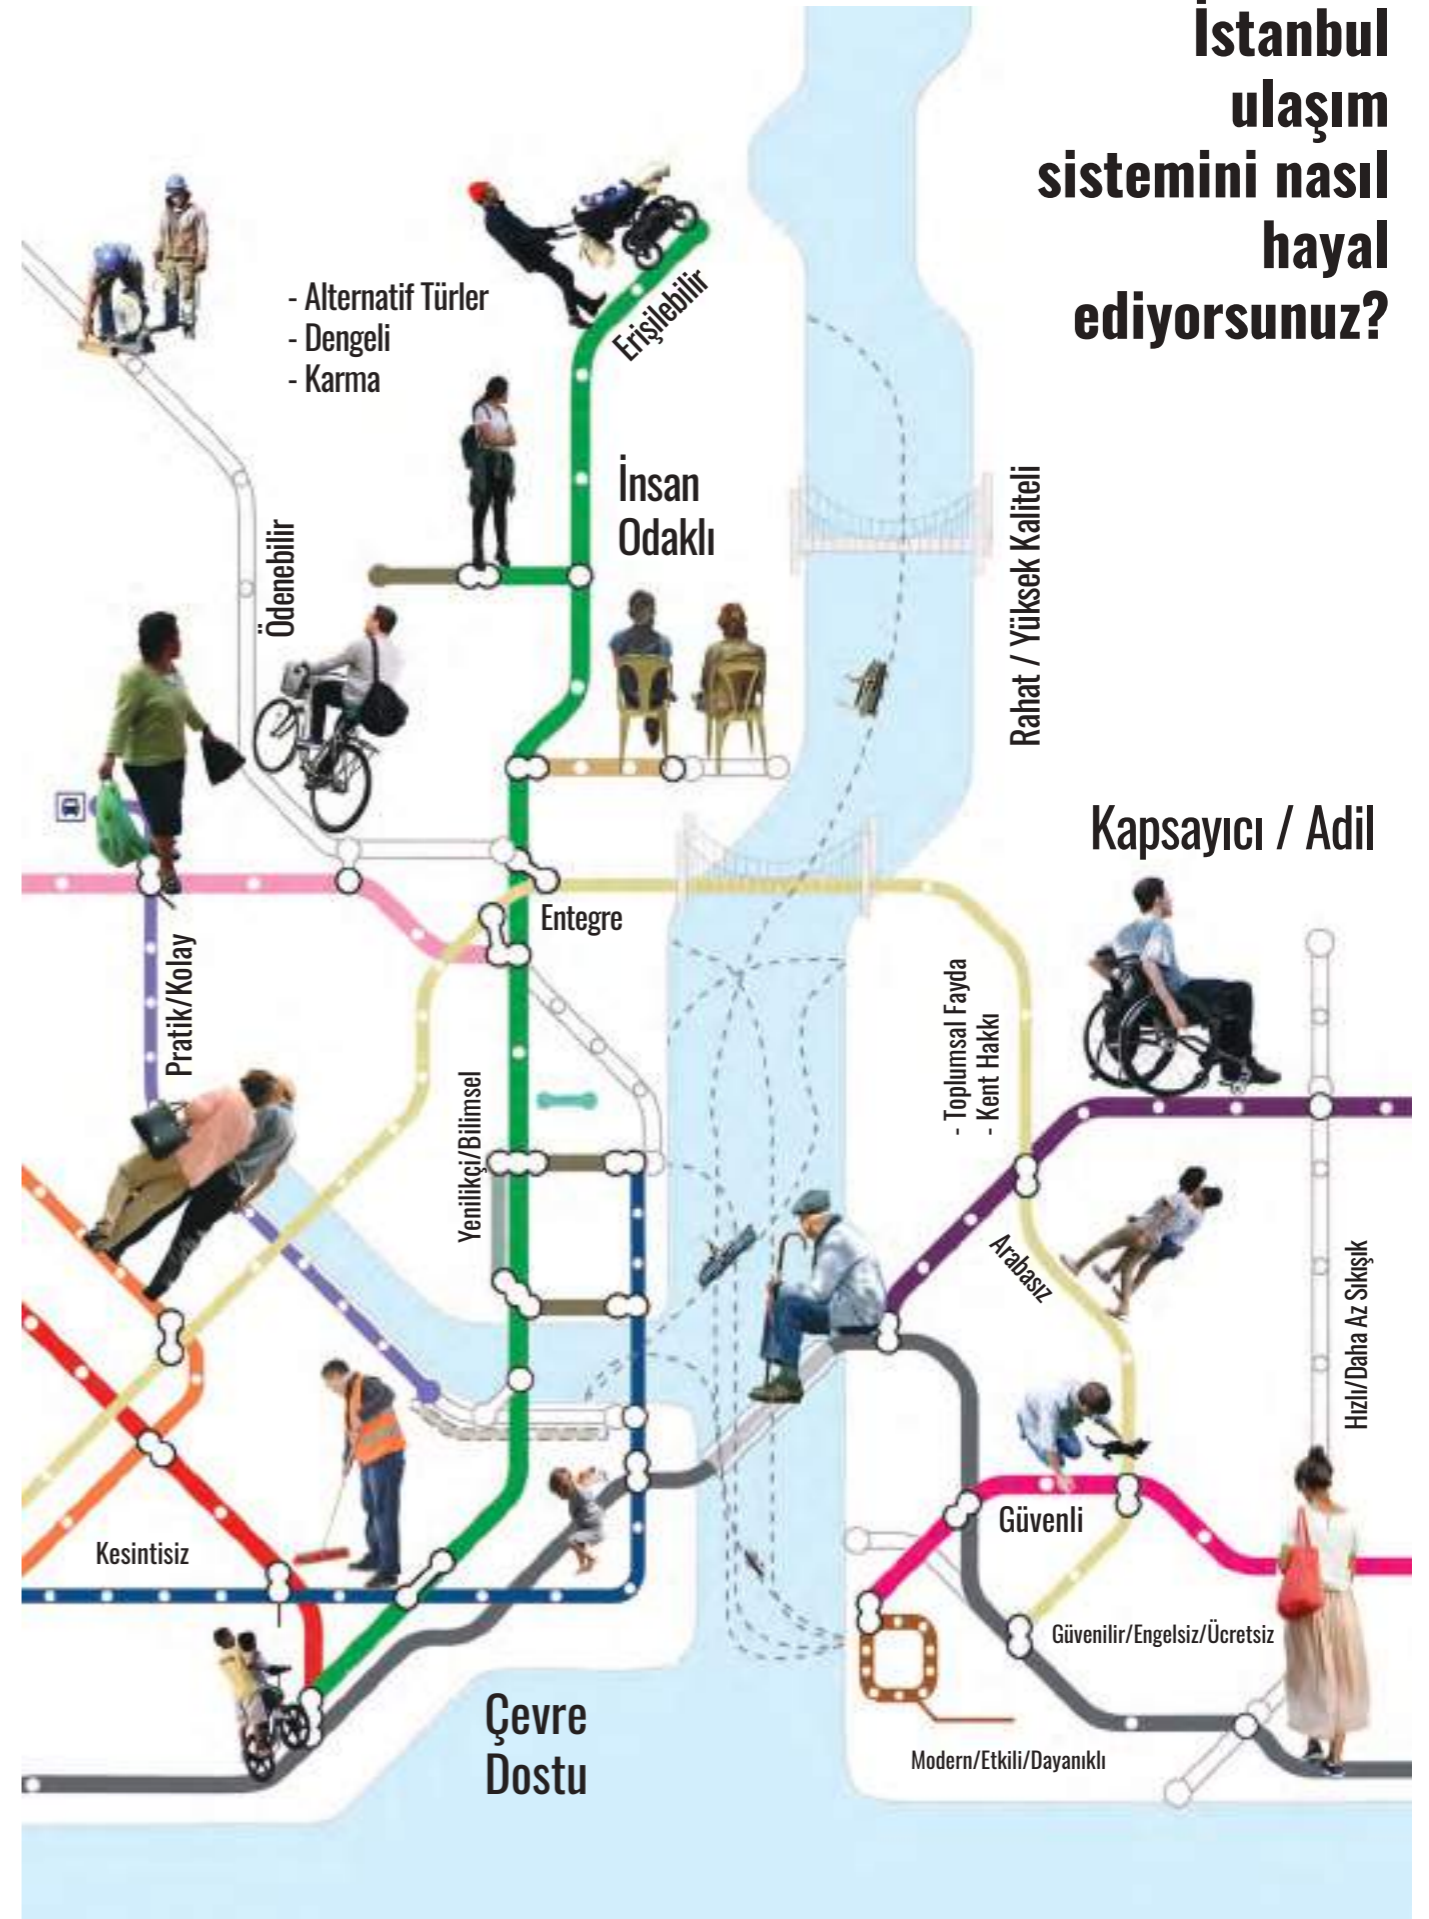 İstanbul
ulaşım
sistemini nasıl
hayal
ediyorsunuz?
- Alternatif Türler
- Dengeli
- Karma
Erişilebilir
İnsan
Odaklı
Ödenebilir
Rahat / Yüksek Kaliteli
Kapsayıcı / Adil
Entegre
Pratik/Kolay
- Toplumsal Fayda
- Kent Hakkı
Yenilikçi/Bilimsel
Arabasız
Hızlı/Daha Az Sıkışık
Güvenli
Kesintisiz
Güvenilir/Engelsiz/Ücretsiz
Çevre
Dostu
Modern/Etkili/Dayanıklı